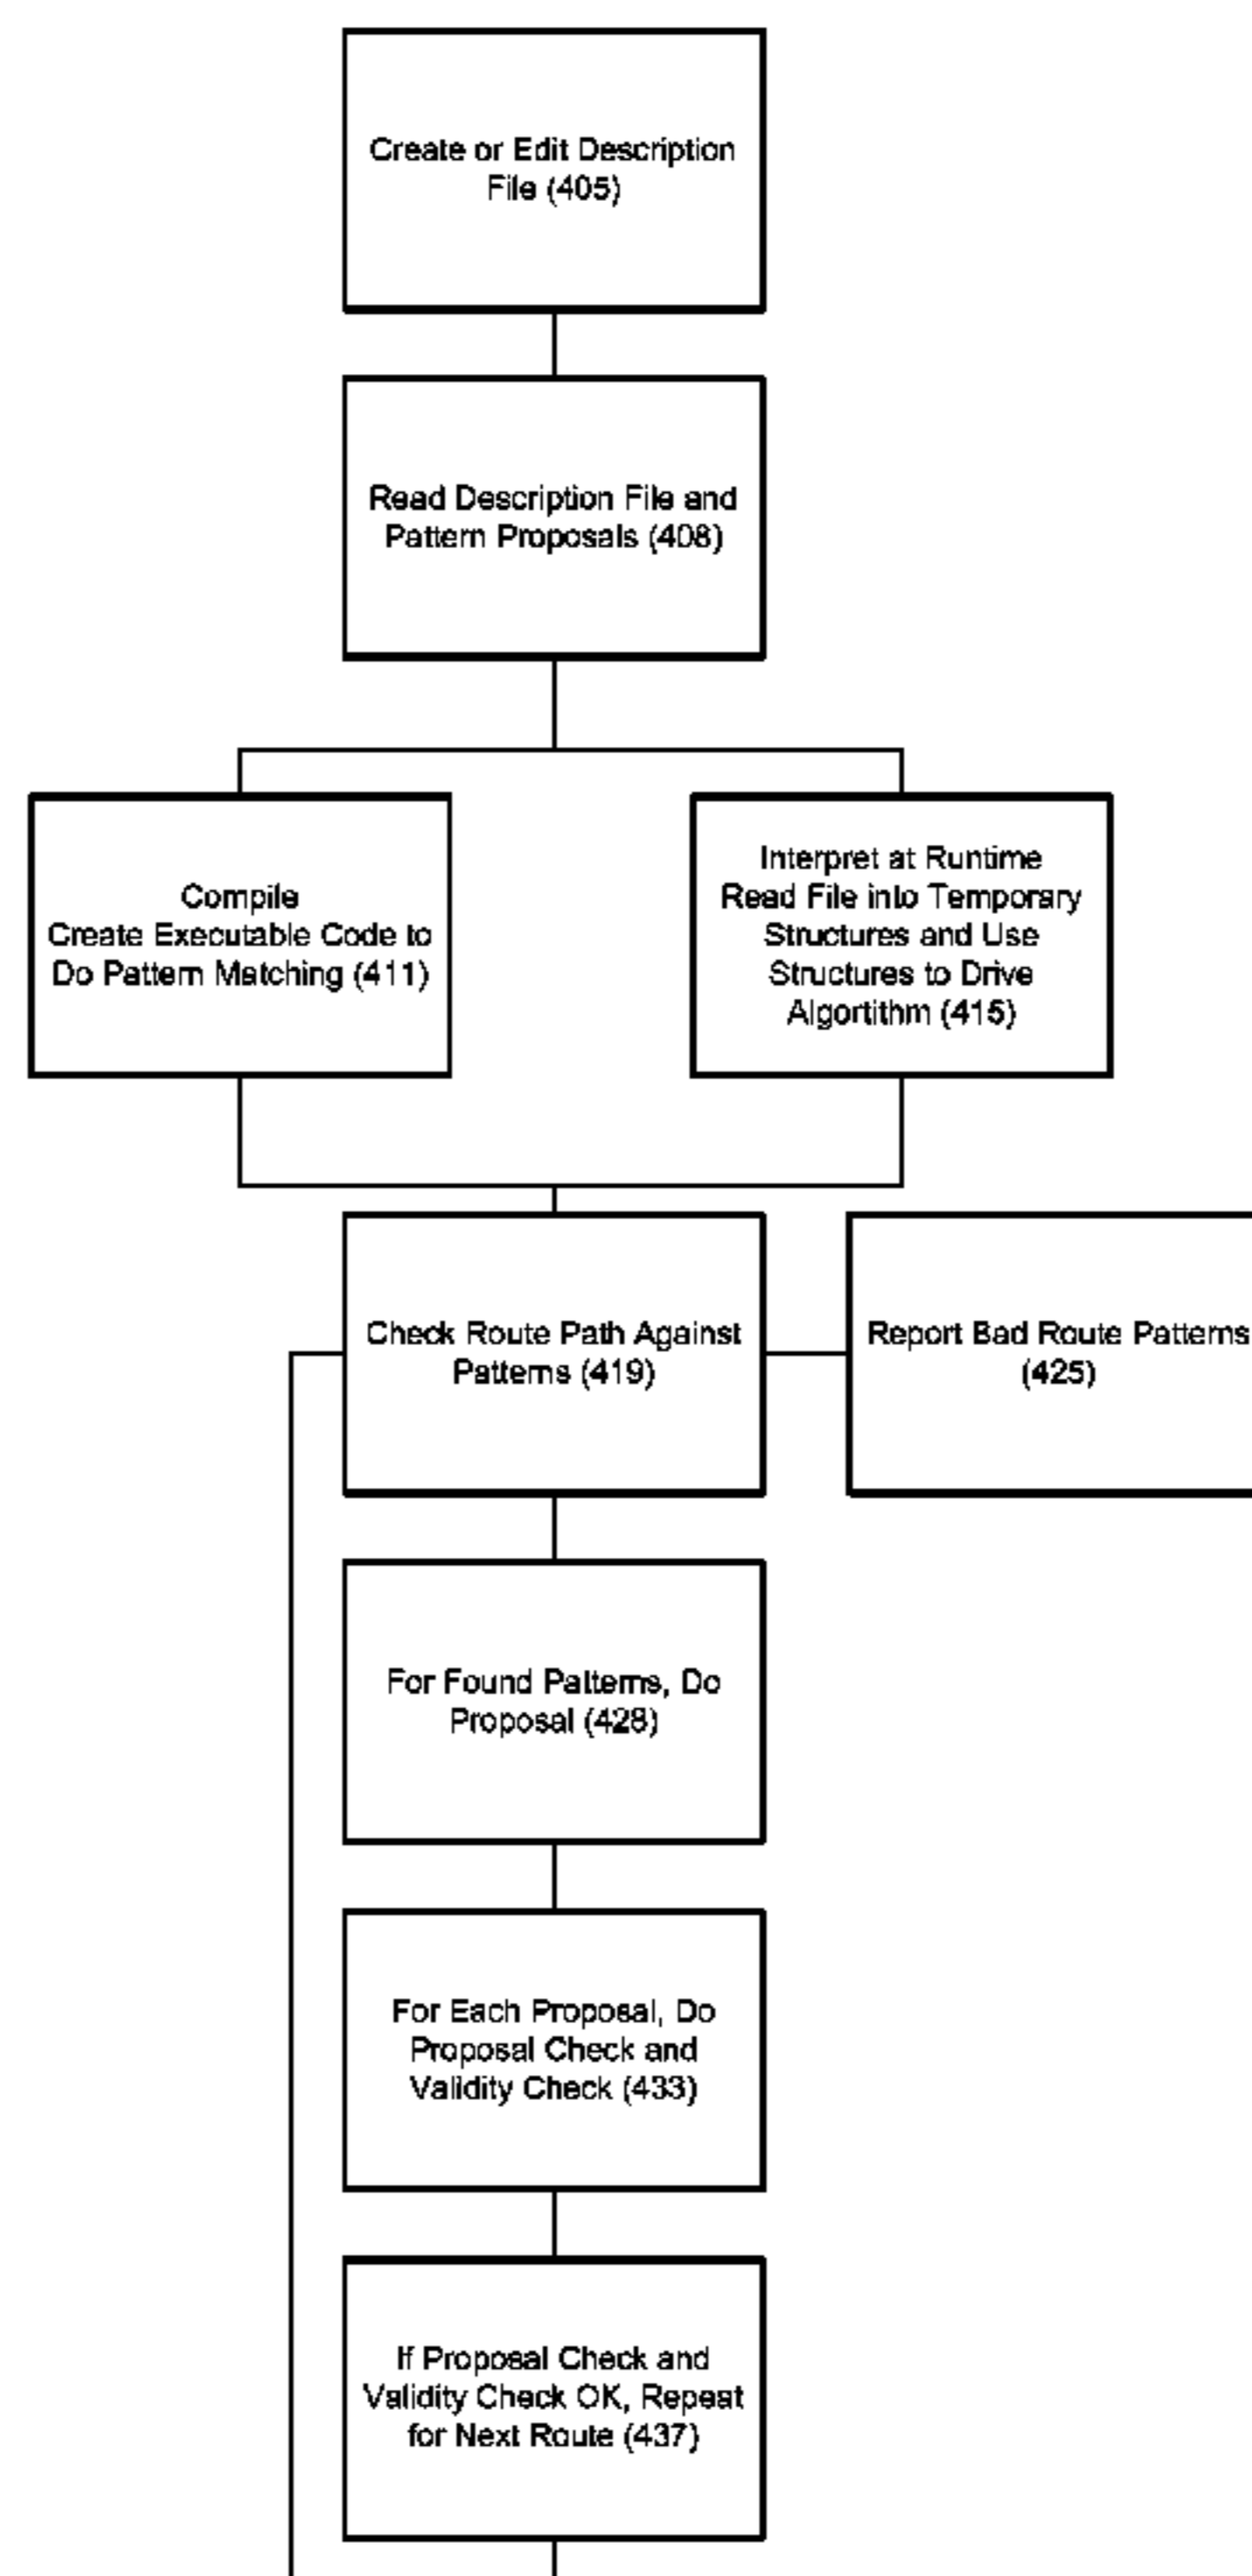 Create or Edit Description
File (405)
Read Description File and
Pattern Proposals (408)
Compile
Create Executable Code to
Do Pattern Matching (411)
Interpret at Runtime
Read File into Temporary
Structures and Use
Structures to Drive
Algortithm (415)
Check Route Path Against
Patterns (419)
Report Bad Route Patterns
(425)
For Found Patterns, Do
Proposal (428)
For Each Proposal, Do
Proposal Check and
Validity Check (433)
If Proposal Check and
Validity Check OK, Repeat
for Next Route (437)